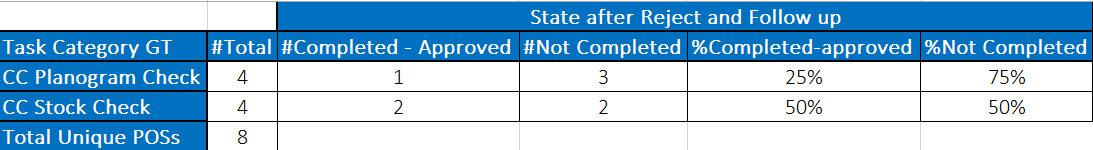 State after Reject and Follow up
Task Category GT #Total #Completed - Approved #Not Completed %Completed-approved %Not Completed
CC Planogram Check 4 1 3 25% 75%
CC Stock Check 4 2 2 50% 50%
Total Unique POSs 8